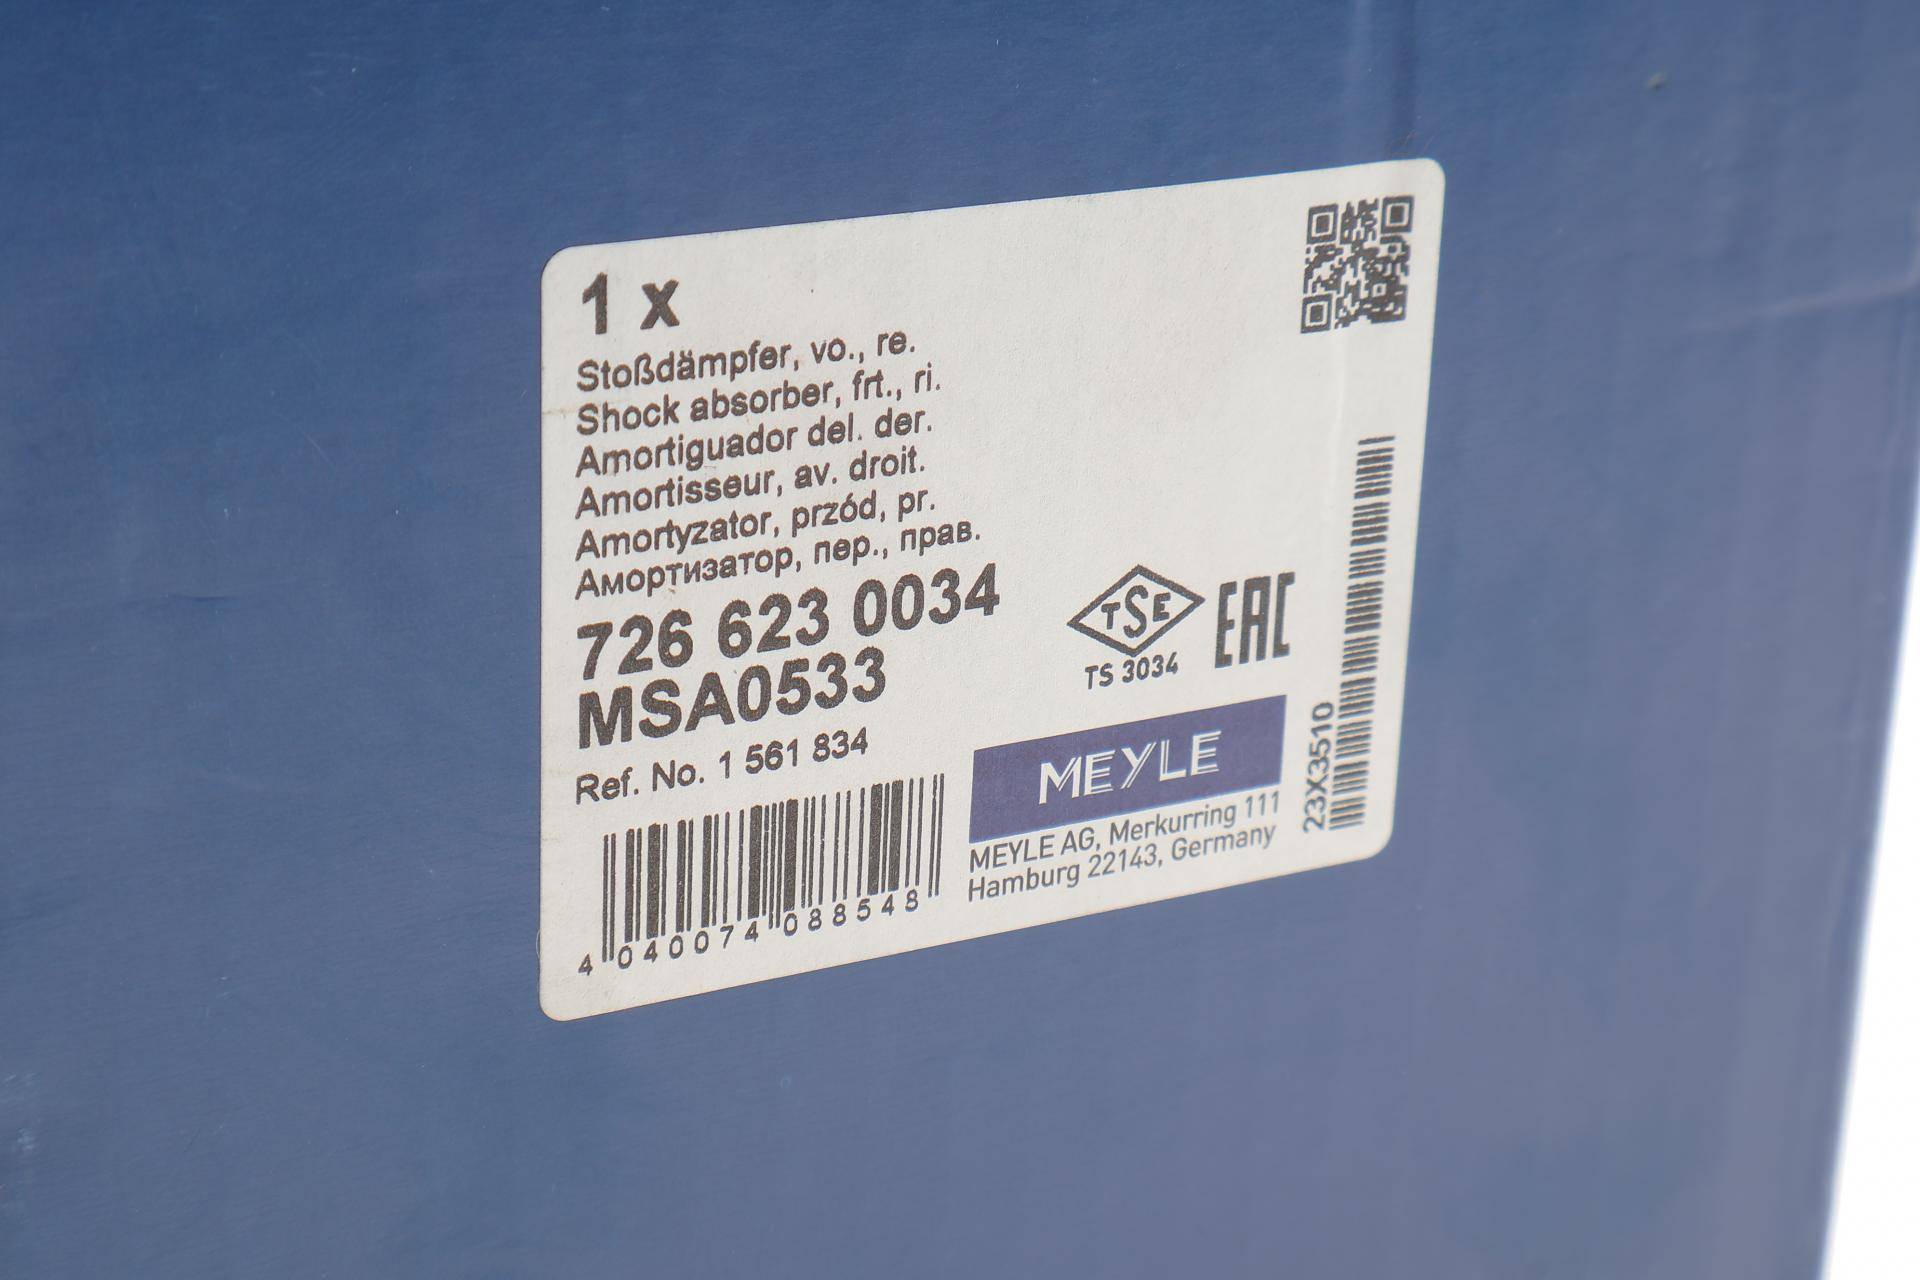 1 x
Stoßdämpfer, vo., re.
Shock absorber, frt., ri.
Amortiguador del. der.
Amortisseur, av. droit.
Amortyzator, przód, pr.
Амортизатор, пер., прав.
726 623 0034
MSA0533
Ref. No. 1 561 834
4 040074 088548
TSE
TS 3034
EAC
MEYLE
MEYLE AG, Merkurring 111
Hamburg 22143, Germany
23X3510